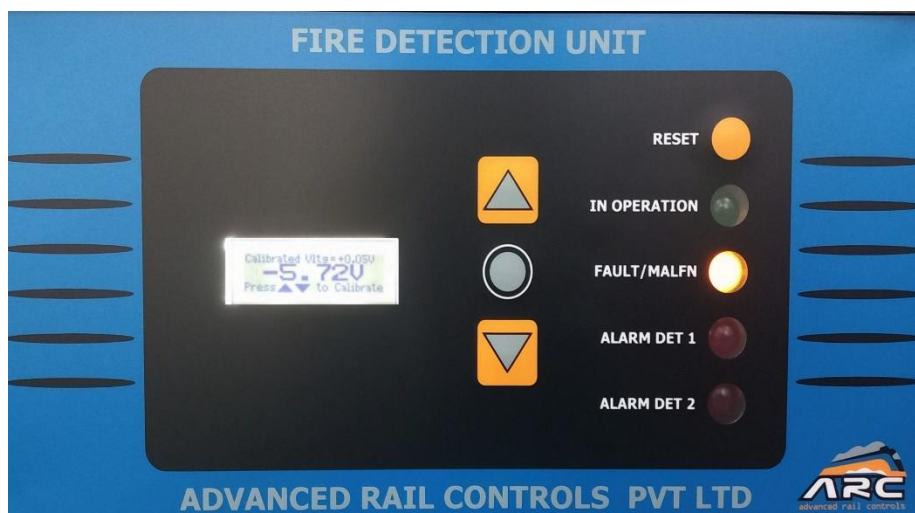 FIRE DETECTION UNIT
RESET
IN OPERATION
FAULT/MALFN
ALARM DET 1
ALARM DET 2
Calibrated Vlts=+0.05V
-5.72V
Press▲▼ to Calibrate
ADVANCED RAIL CONTROLS PVT LTD
ARC
advanced rail controls